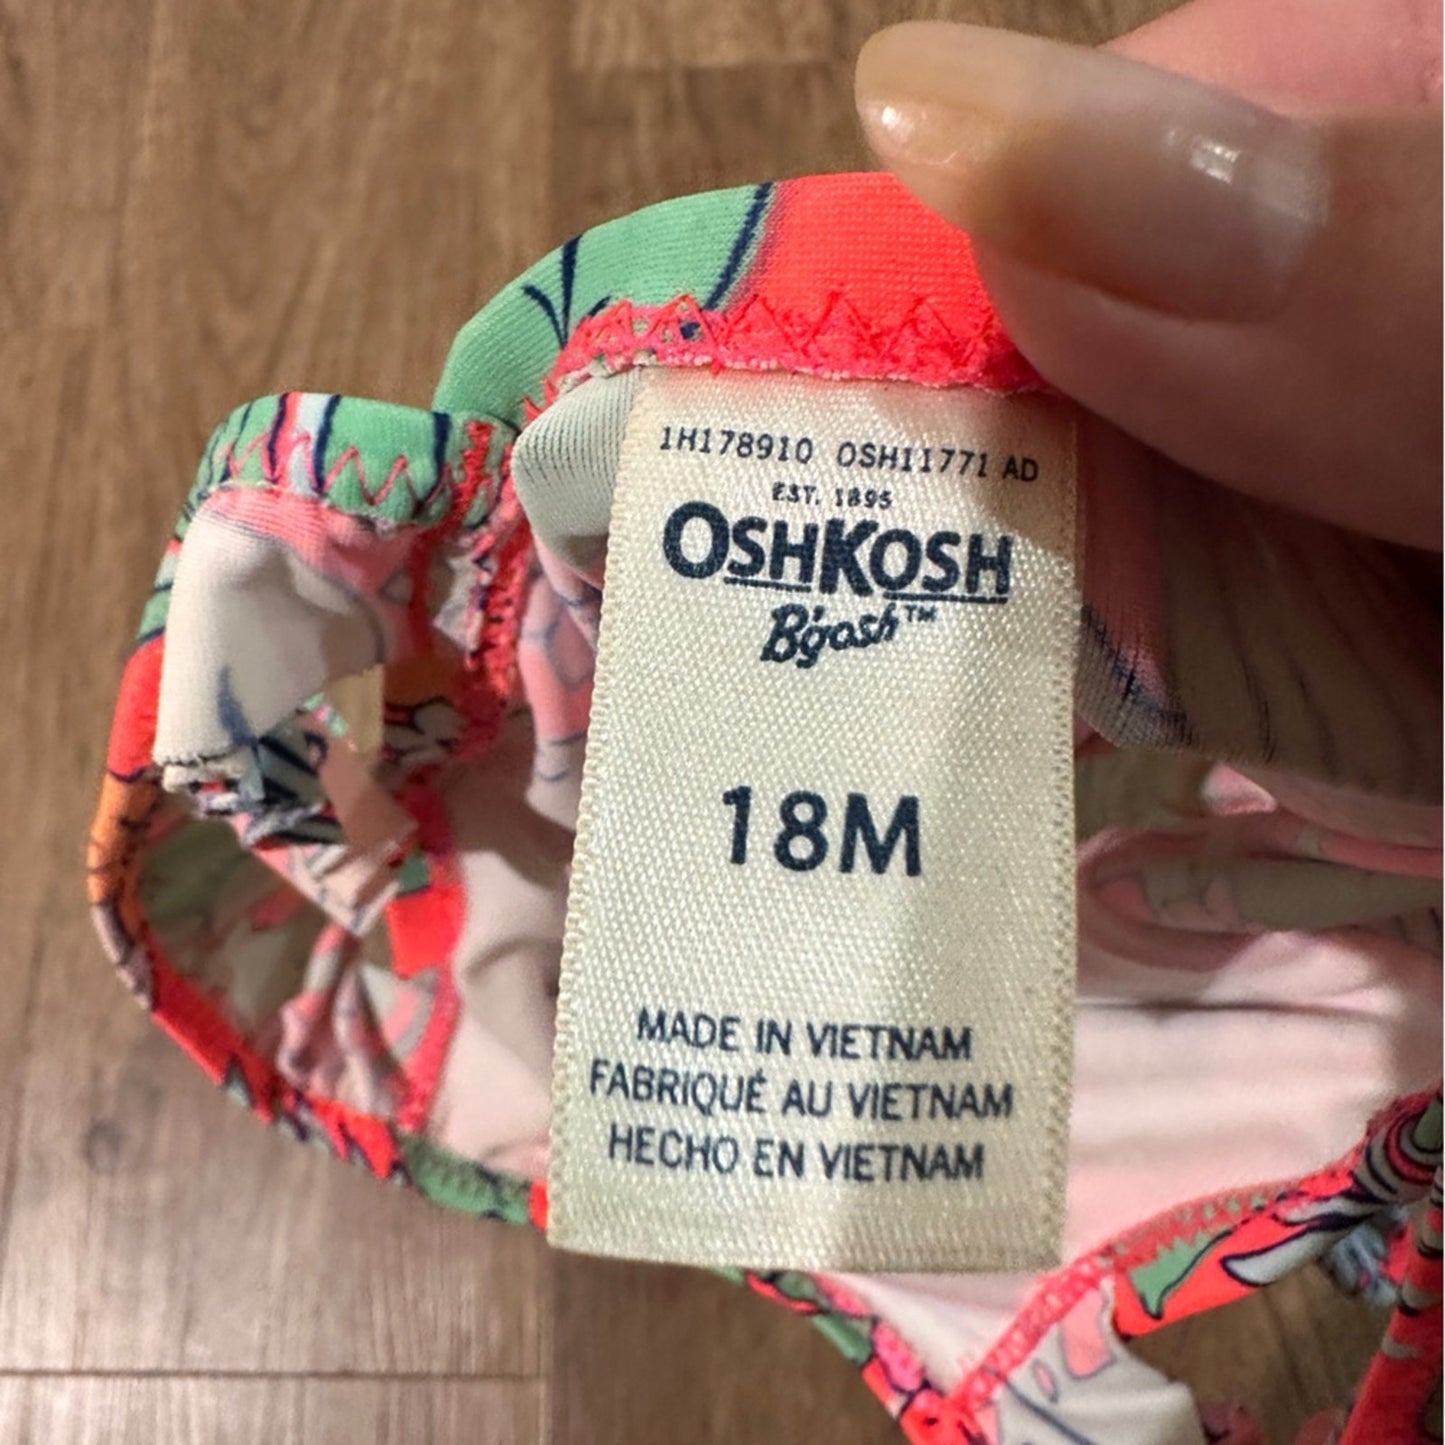 1H178910 OSH11771 AD
EST. 1895
OSHKOSH
B'gosh™
18M
MADE IN VIETNAM
FABRIQUÉ AU VIETNAM
HECHO EN VIETNAM